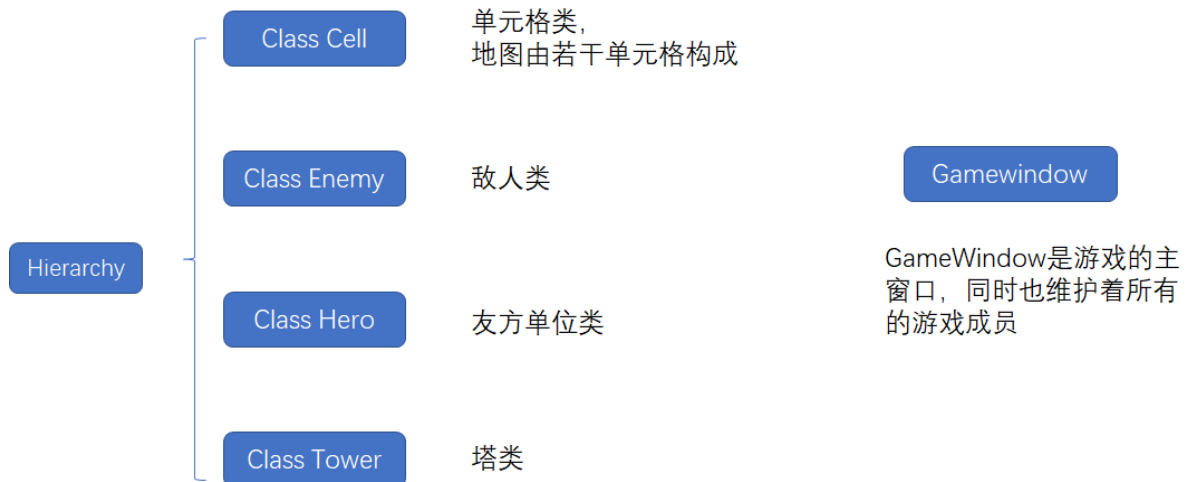 Class Cell
单元格类，
地图由若干单元格构成
Class Enemy
敌人类
Gamewindow
Hierarchy
GameWindow是游戏的主
窗口，同时也维护着所有
的游戏成员
Class Hero
友方单位类
Class Tower
塔类